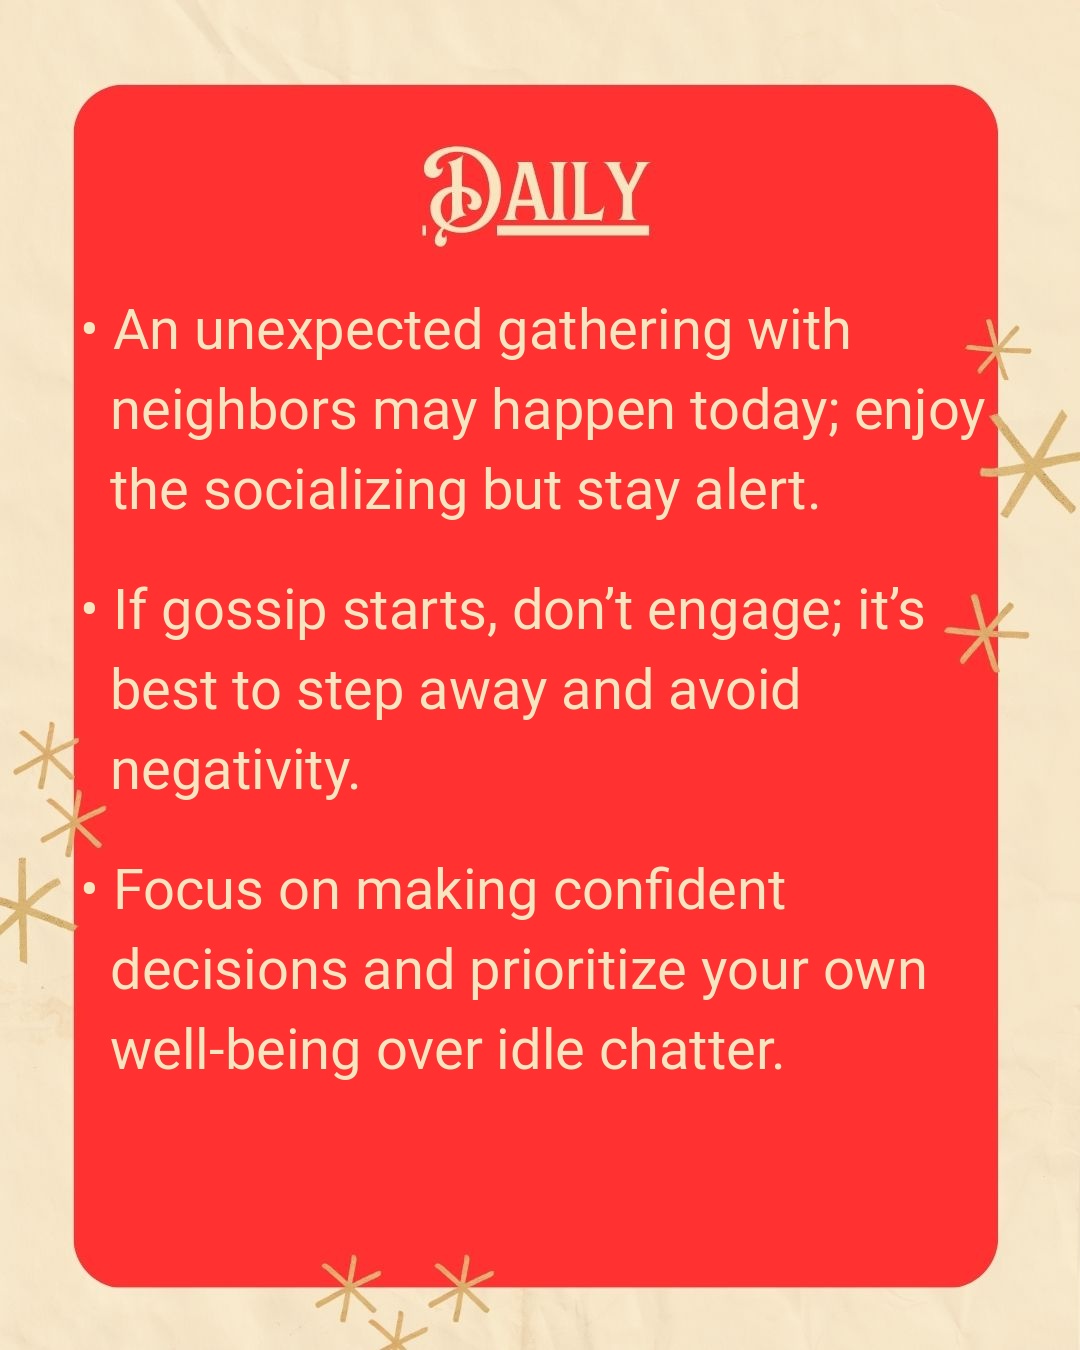 Daily
• An unexpected gathering with
neighbors may happen today; enjoy
the socializing but stay alert.
• If gossip starts, don’t engage; it’s
best to step away and avoid
negativity.
• Focus on making confident
decisions and prioritize your own
well-being over idle chatter.